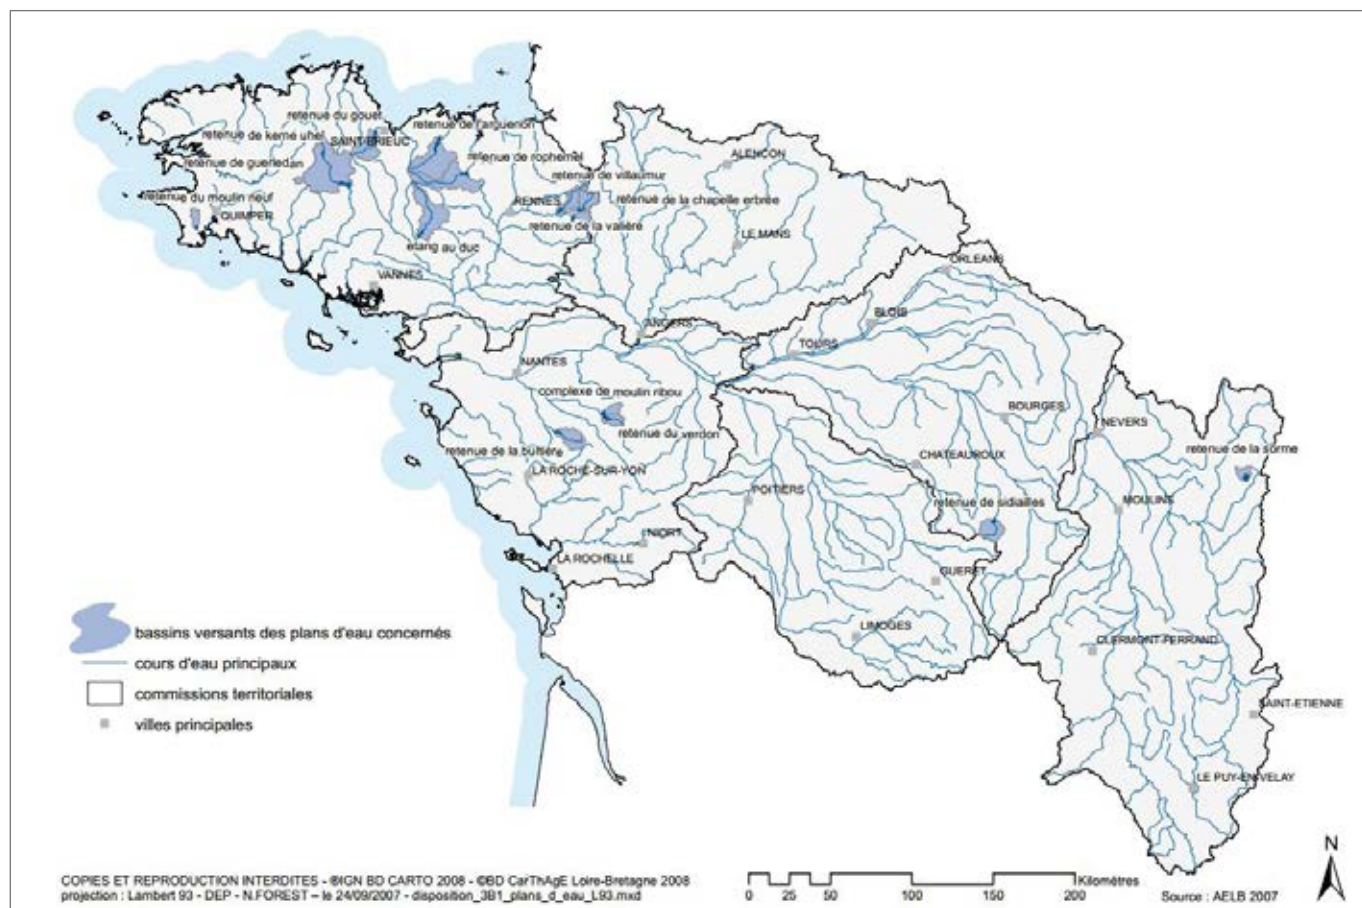 retenue du gouet
retenue de l'arguenon
retenue de kerne uhel
SAINT-BRIEUC
ALENCON
retenue de guerledan
retenue de rophemel
retenue de villaumur
retenue du moulin neuf
RENNES
retenue de la chapelle erbrée
QUIMPER
retenue de la valière
LE MANS
etang au duc
ORLEANS
VANNES
BLOIS
ANGERS
TOURS
NANTES
complexe de moulin ribou
BOURGES
NEVERS
retenue du verdon
retenue de la bultière
retenue de la sorme
CHATEAUROUX
LA ROCHE-SUR-YON
POITIERS
retenue de sidiailles
MOULINS
NIORT
LA ROCHELLE
GUERET
LIMOGES
CLERMONT-FERRAND
SAINT-ETIENNE
LE PUY-EN-VELAY
bassins versants des plans d'eau concernés
cours d'eau principaux
commissions territoriales
villes principales
N
COPIES ET REPRODUCTION INTERDITES - ©IGN BD CARTO 2008 - ©BD CarThAgE Loire-Bretagne 2008
projection : Lambert 93 - DEP - N.FOREST – le 24/09/2007 - disposition_3B1_plans_d_eau_L93.mxd
Kilomètres
0 25 50 100 150 200
Source : AELB 2007